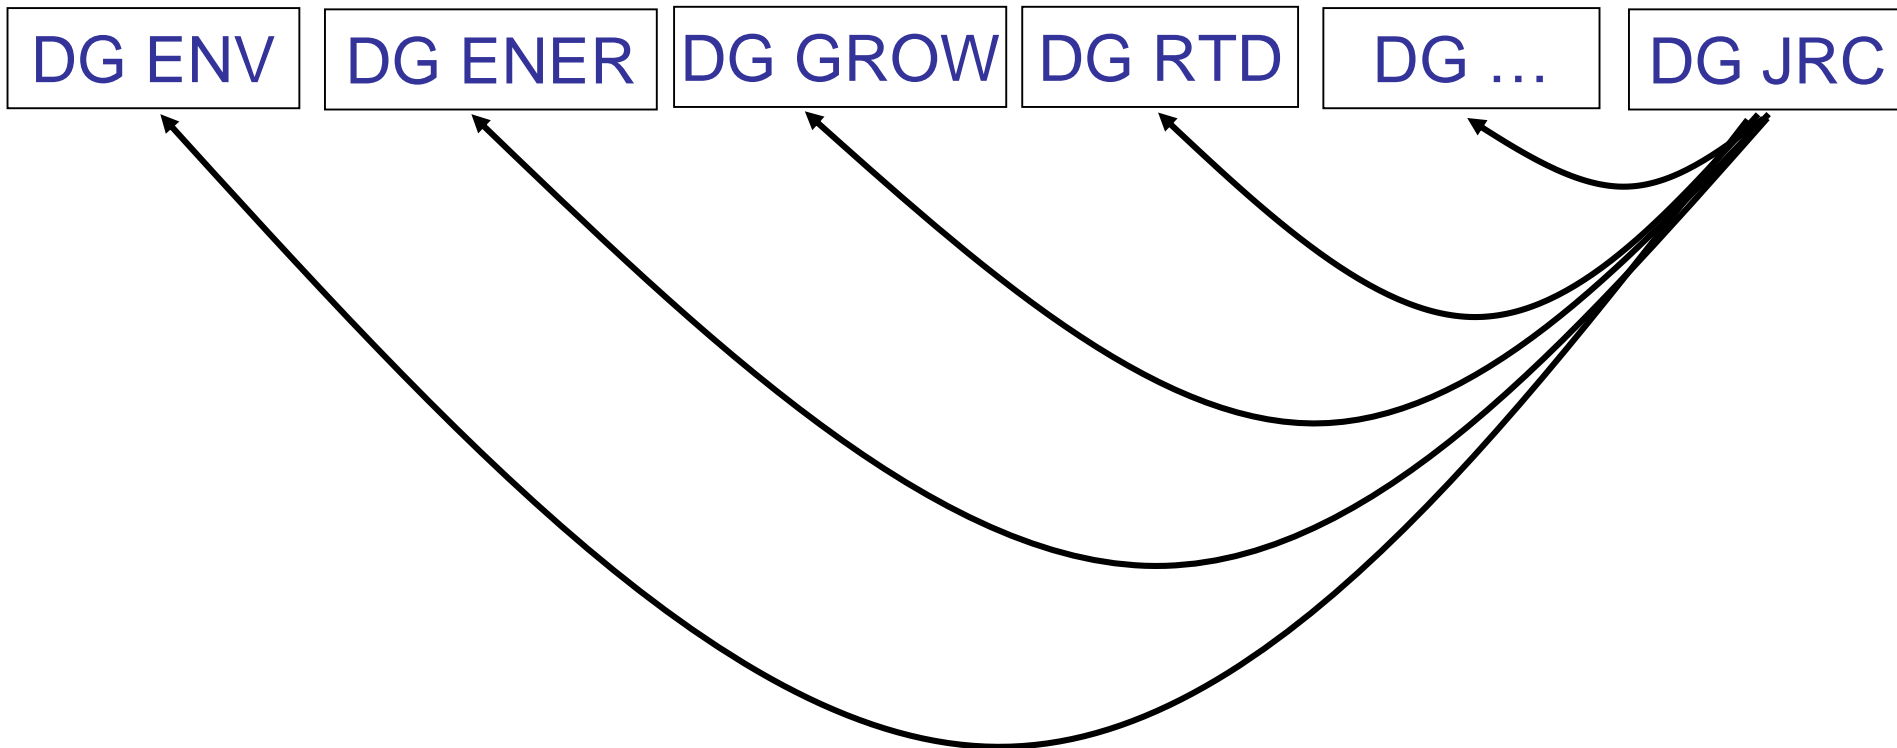 DG ENV
DG ENER
DG GROW
DG RTD
DG …
DG JRC